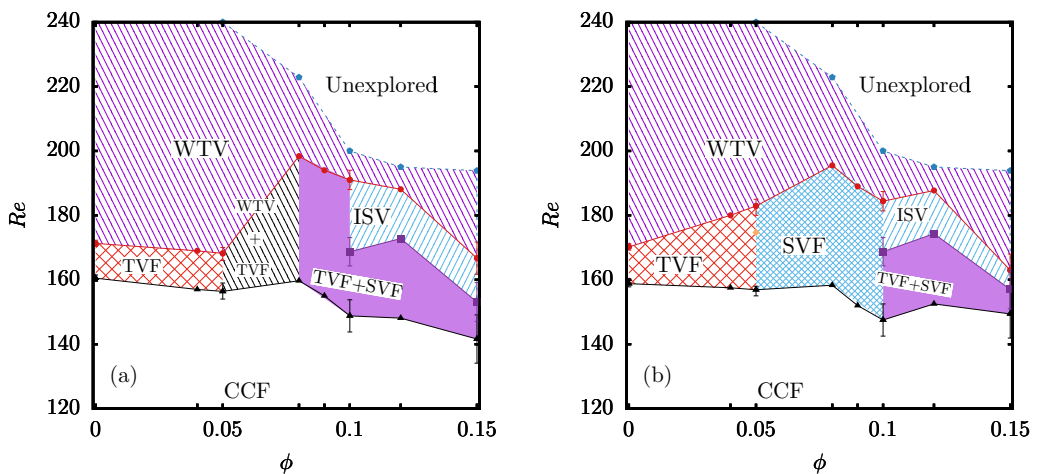 240
220
200
180
160
140
120
Re
Unexplored
WTV
WTV
+
TVF
ISV
TVF
TVF+SVF
(a)
CCF
0
0.05
0.1
0.15
ϕ
240
220
200
180
160
140
120
Re
Unexplored
WTV
ISV
SVF
TVF
TVF+SVF
(b)
CCF
0
0.05
0.1
0.15
ϕ